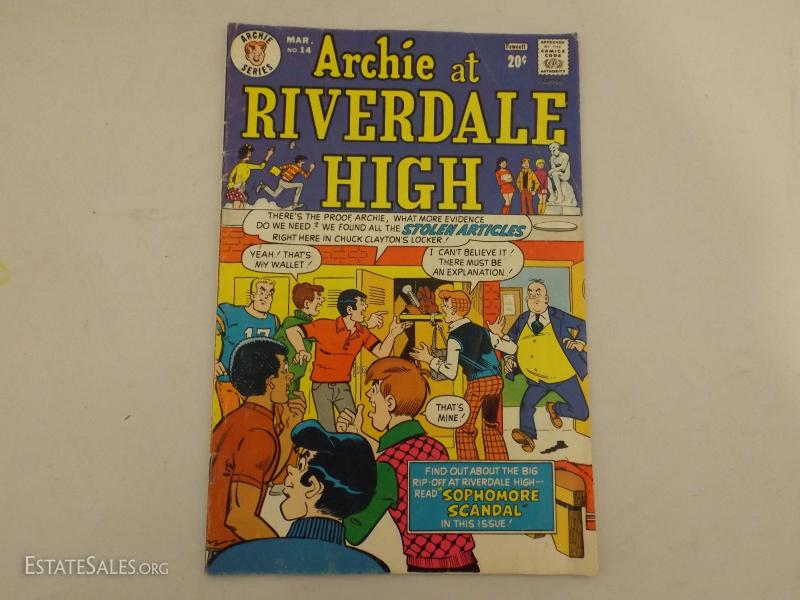 ARCHIE
SERIES
MAR.
NO. 14
Archie at
RIVERDALE
HIGH
Fawcett
20¢
APPROVED
BY THE
COMICS
CODE
AUTHORITY
THERE'S THE PROOF, ARCHIE, WHAT MORE EVIDENCE
DO WE NEED? WE FOUND ALL THE STOLEN ARTICLES
RIGHT HERE IN CHUCK CLAYTON'S LOCKER!
YEAH! THAT'S
MY WALLET!
I CAN'T BELIEVE IT!
THERE MUST BE
AN EXPLANATION!
THAT'S
MINE!
FIND OUT ABOUT THE BIG
RIP-OFF AT RIVERDALE HIGH--
READ "SOPHOMORE
SCANDAL"
IN THIS ISSUE!
ESTATESALES.ORG